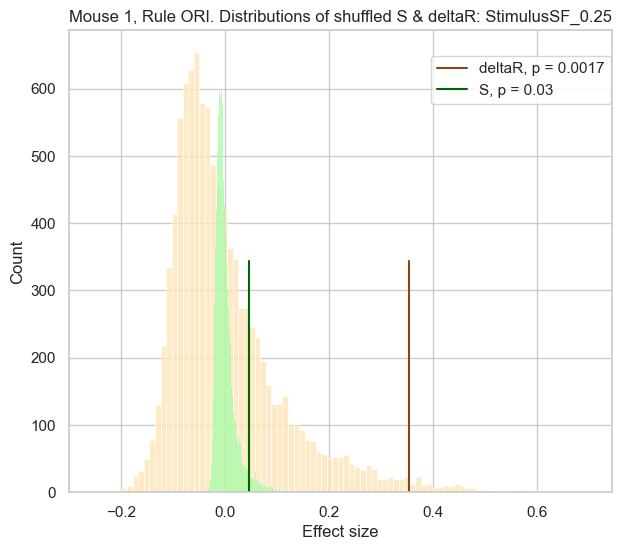 Mouse 1, Rule ORI. Distributions of shuffled S & deltaR: StimulusSF_0.25
deltaR, p = 0.0017
S, p = 0.03
Count
600
500
400
300
200
100
0
−0.2
0.0
0.2
0.4
0.6
Effect size